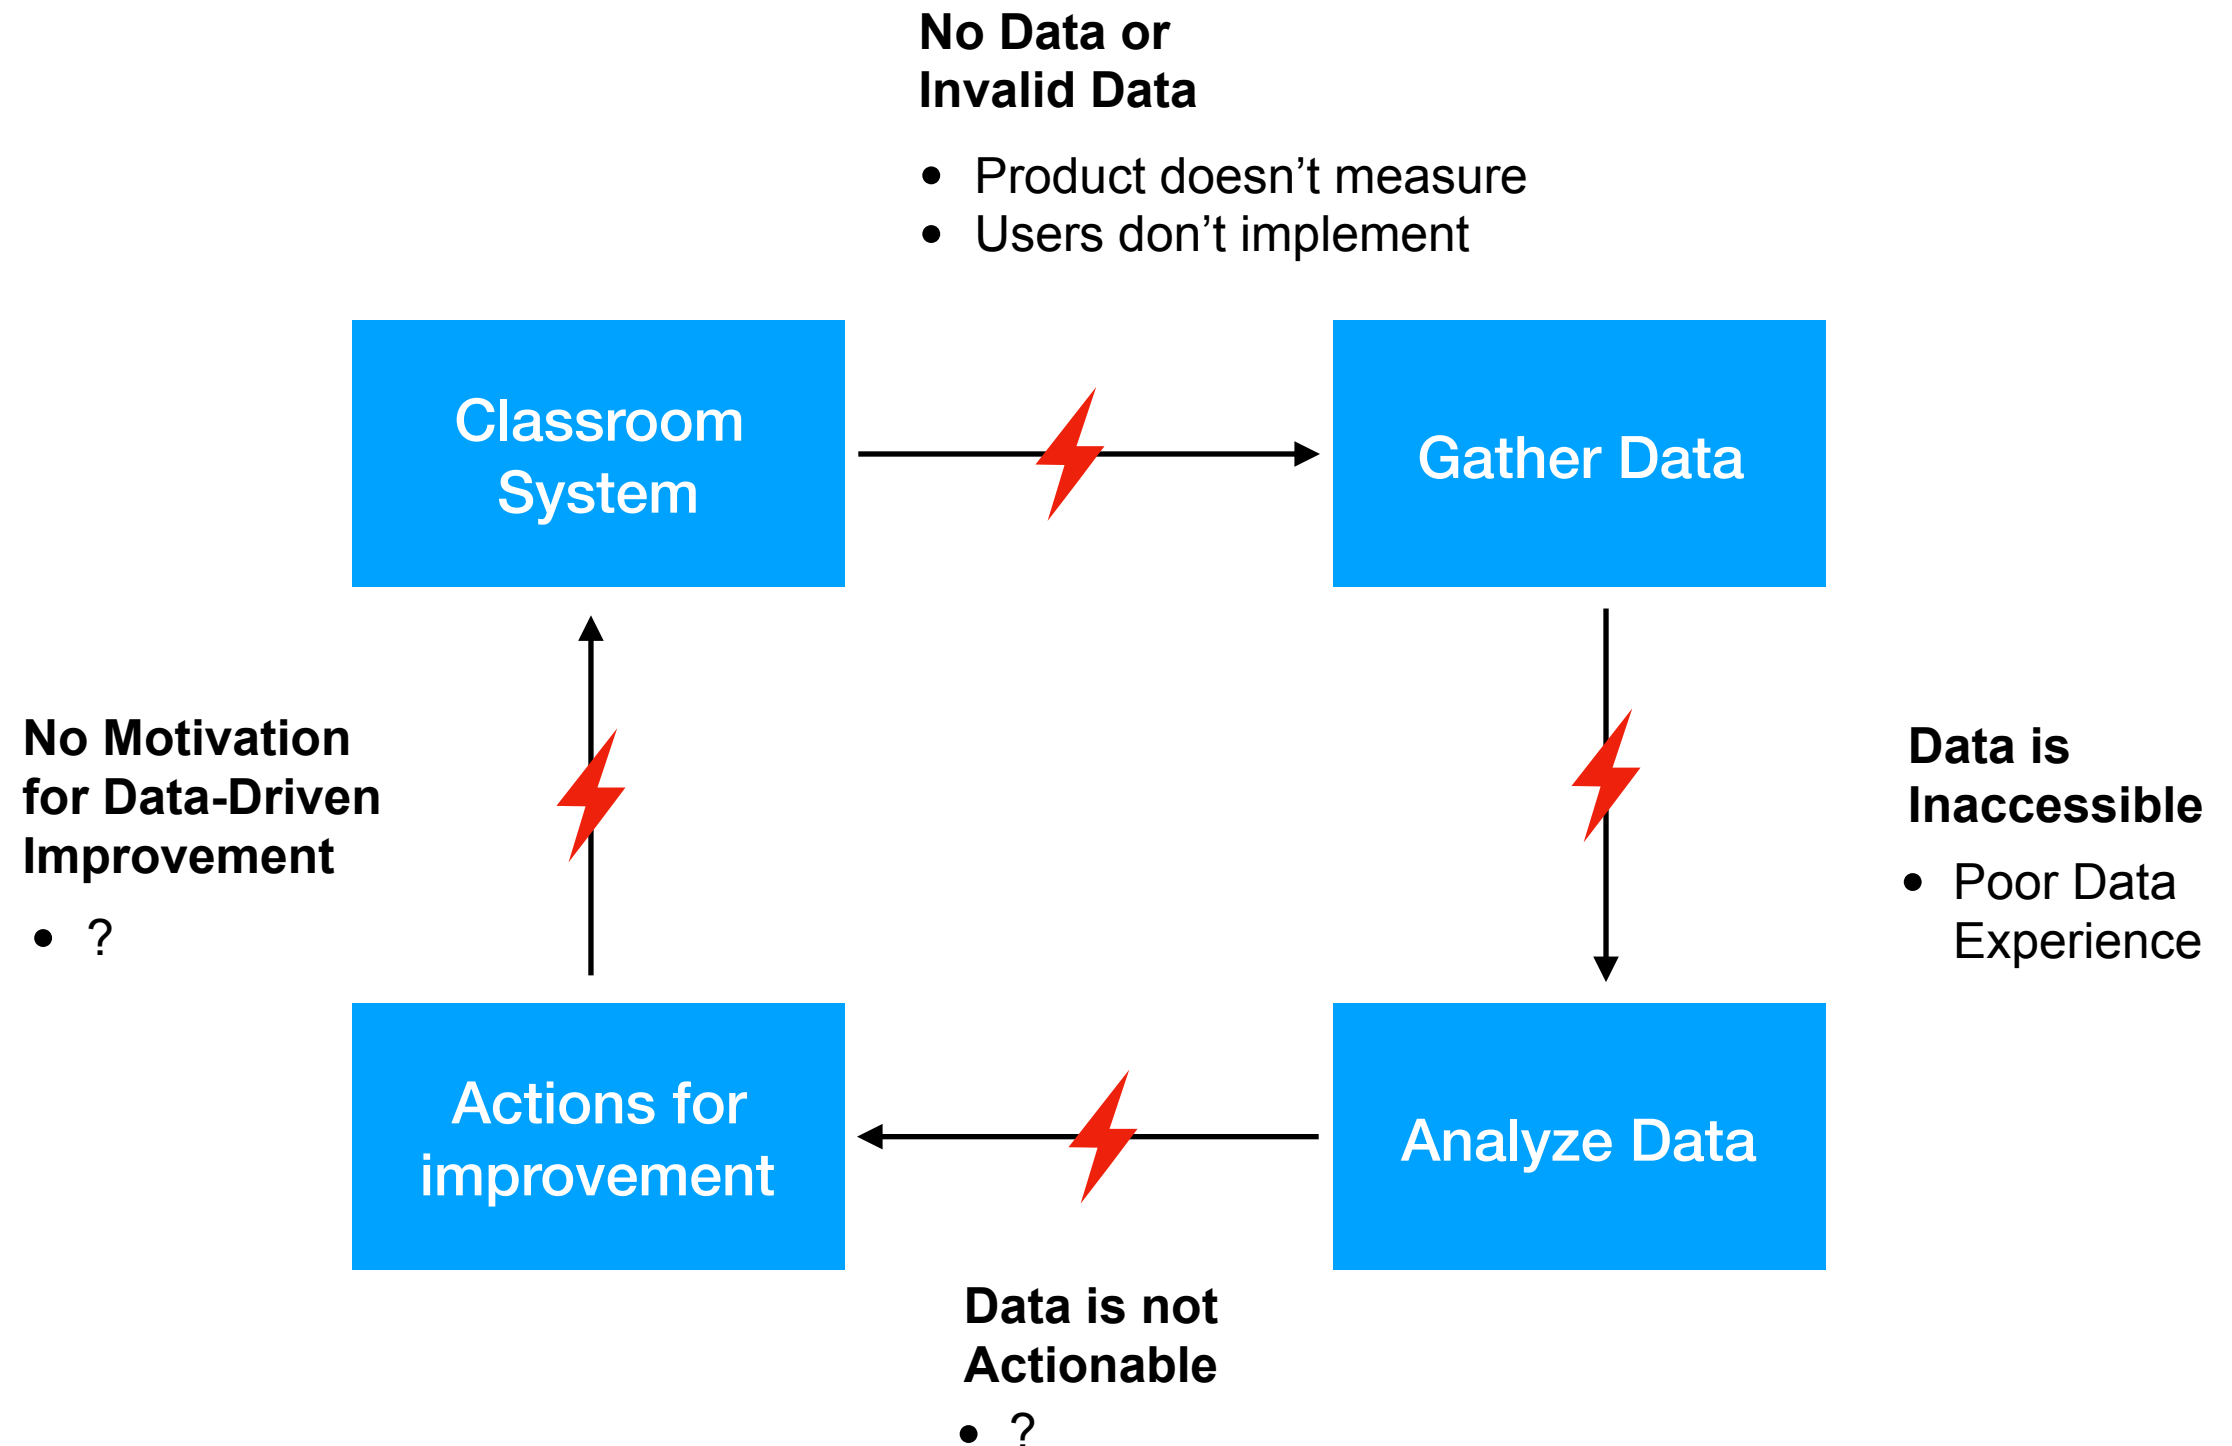 No Data or
Invalid Data
• Product doesn’t measure
• Users don’t implement
Classroom
System
Gather Data
No Motivation
for Data-Driven
Improvement
• ?
Data is
Inaccessible
• Poor Data
Experience
Actions for
improvement
Analyze Data
Data is not
Actionable
• ?